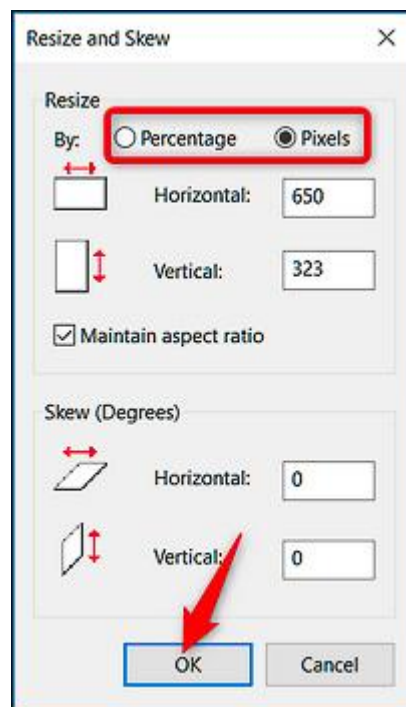 Resize and Skew
Resize
By: Percentage Pixels
Horizontal: 650
Vertical: 323
Maintain aspect ratio
Skew (Degrees)
Horizontal: 0
Vertical: 0
OK Cancel